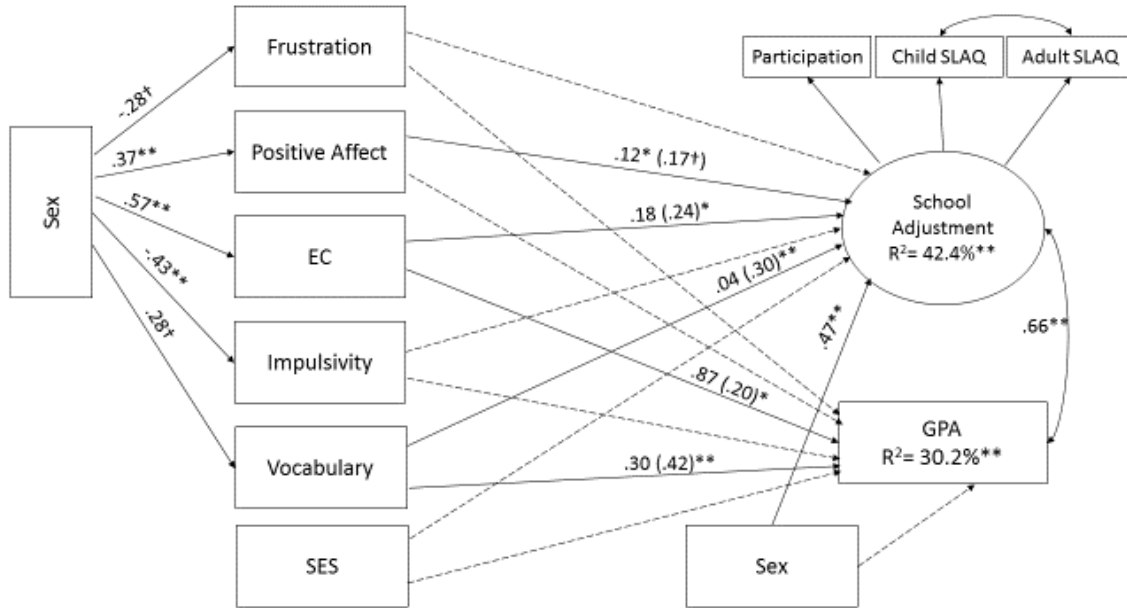 Frustration
Participation
Child SLAQ
Adult SLAQ
-.28†
Positive Affect
.37**
.12* (.17†)
Sex
.57**
EC
.18 (.24)*
School
Adjustment
R²= 42.4%**
-.43**
.04 (.30)**
.28†
Impulsivity
.47**
.66**
.87 (.20)*
Vocabulary
.30 (.42)**
GPA
R²= 30.2%**
SES
Sex